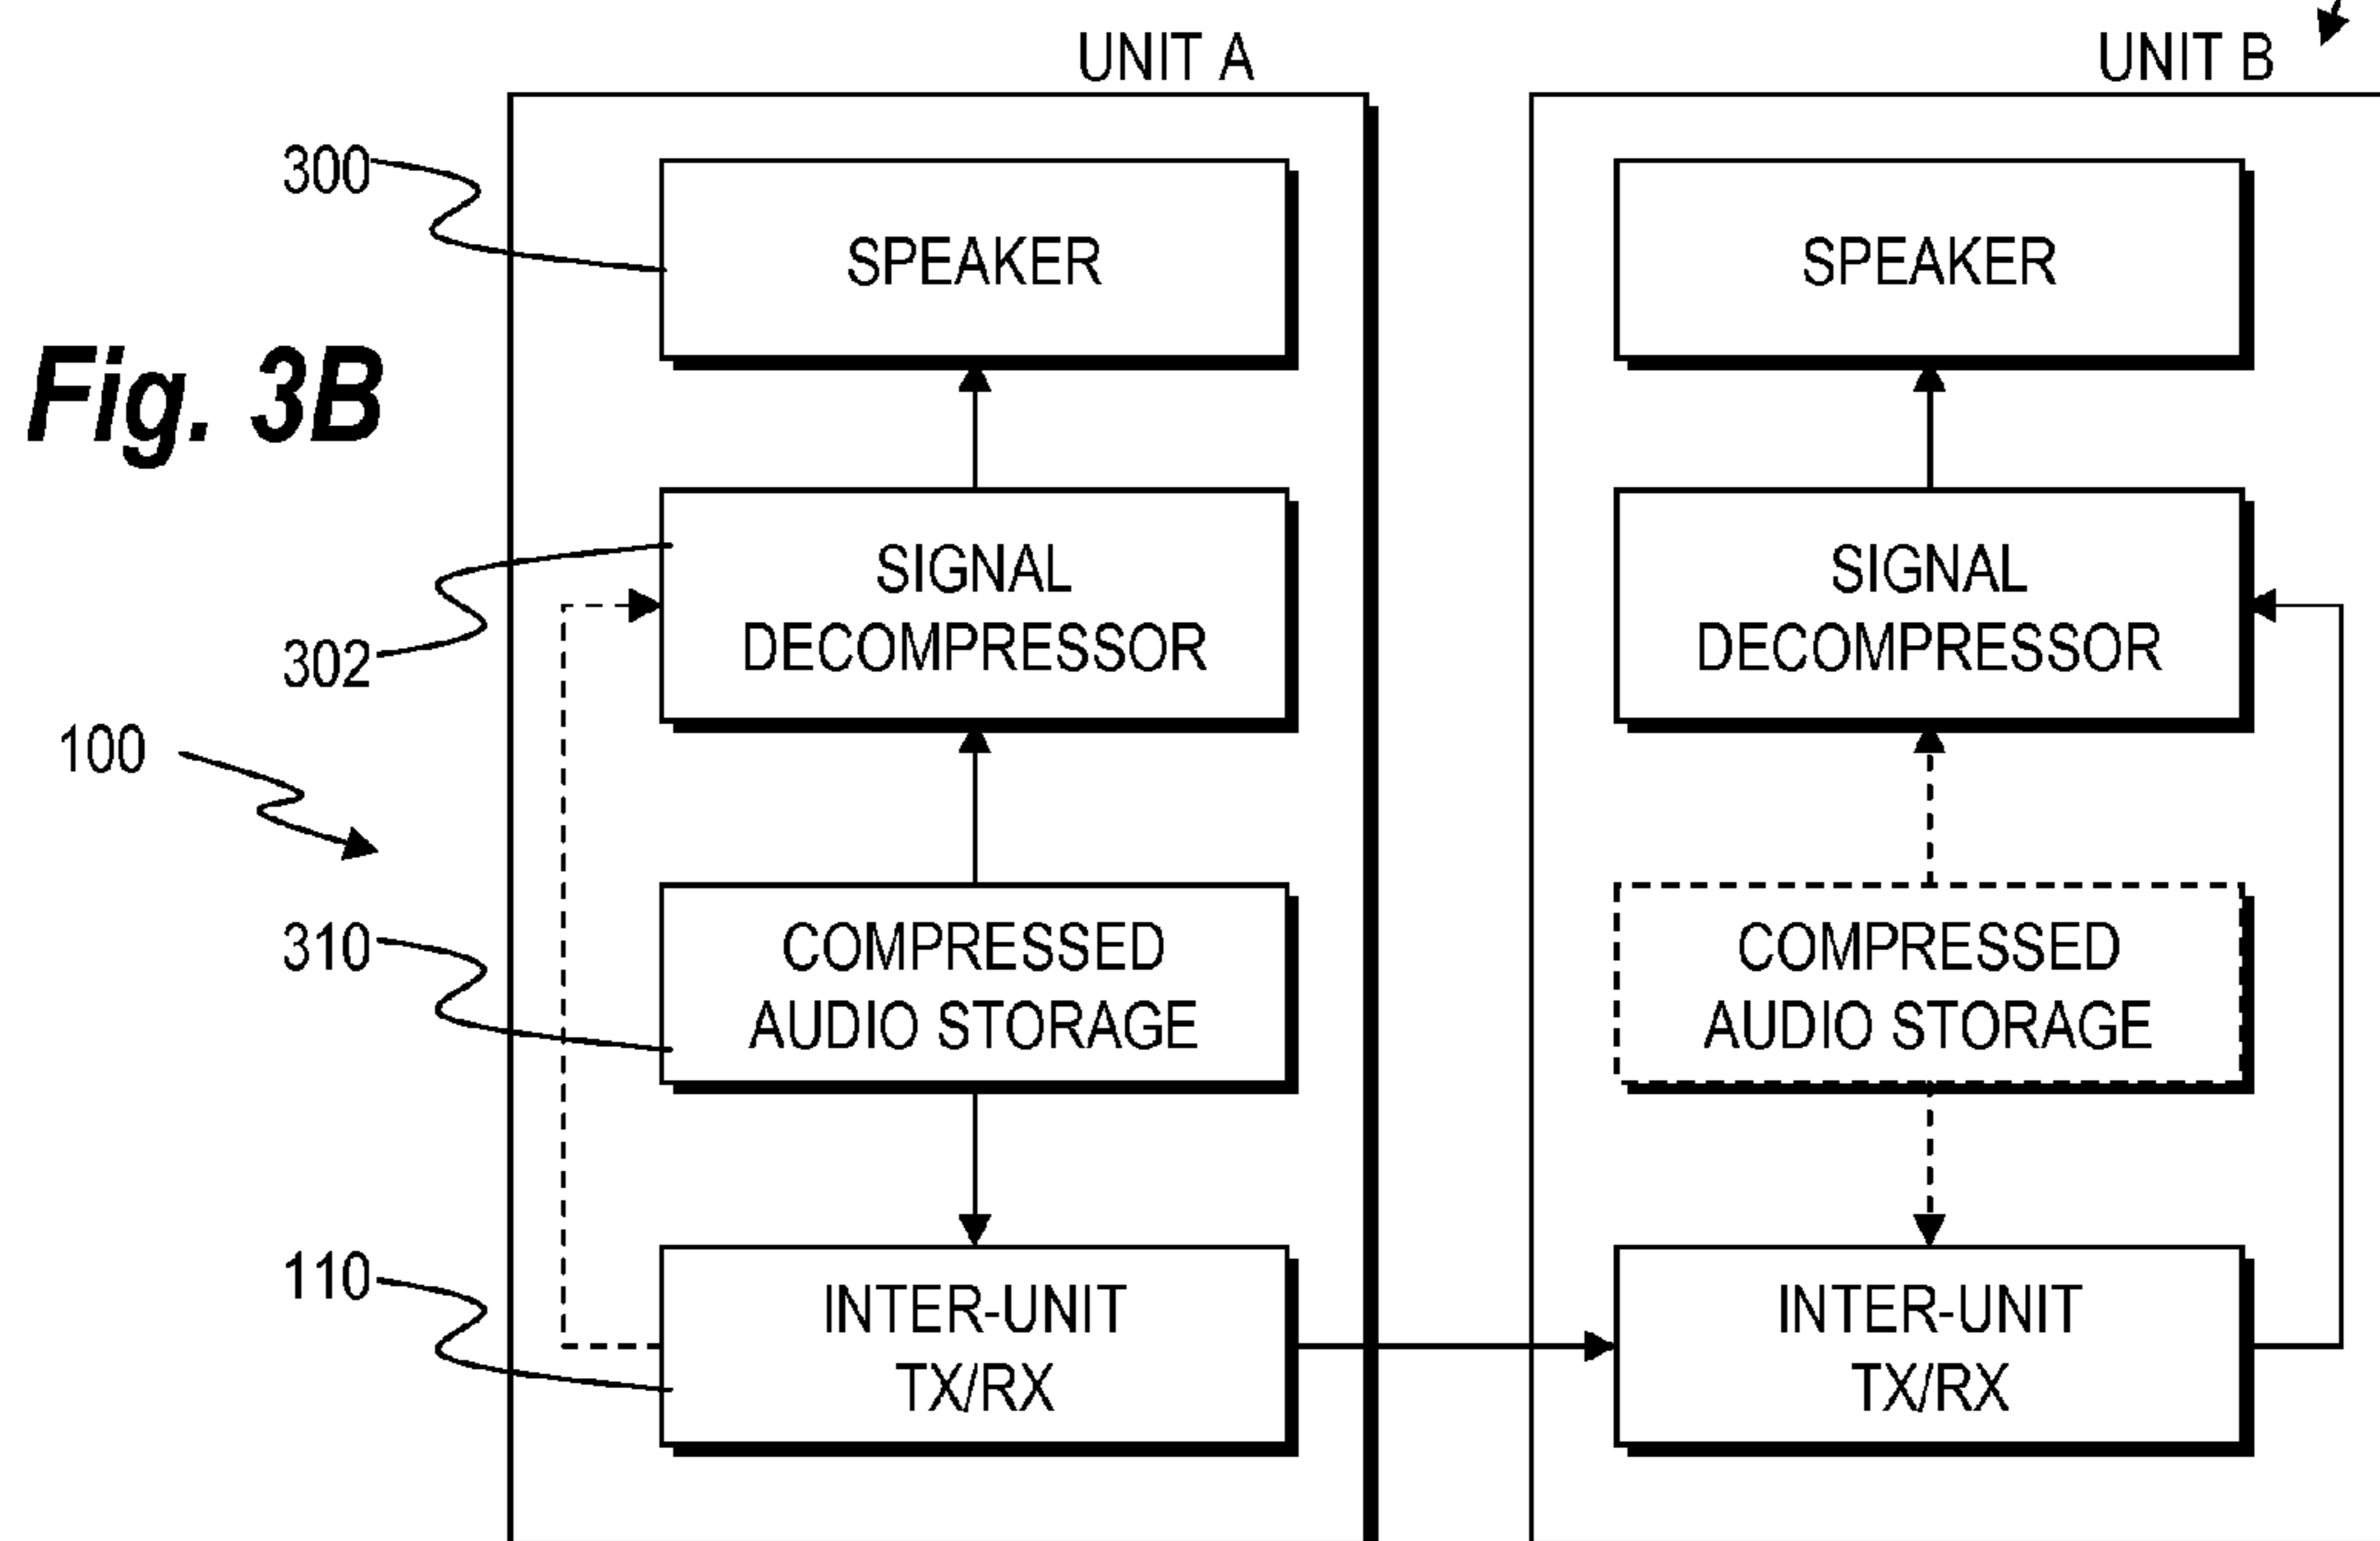 UNIT A
UNIT B
300
SPEAKER
SPEAKER
Fig. 3B
SIGNAL
DECOMPRESSOR
SIGNAL
DECOMPRESSOR
302
100
310
COMPRESSED
AUDIO STORAGE
COMPRESSED
AUDIO STORAGE
110
INTER-UNIT
TX/RX
INTER-UNIT
TX/RX